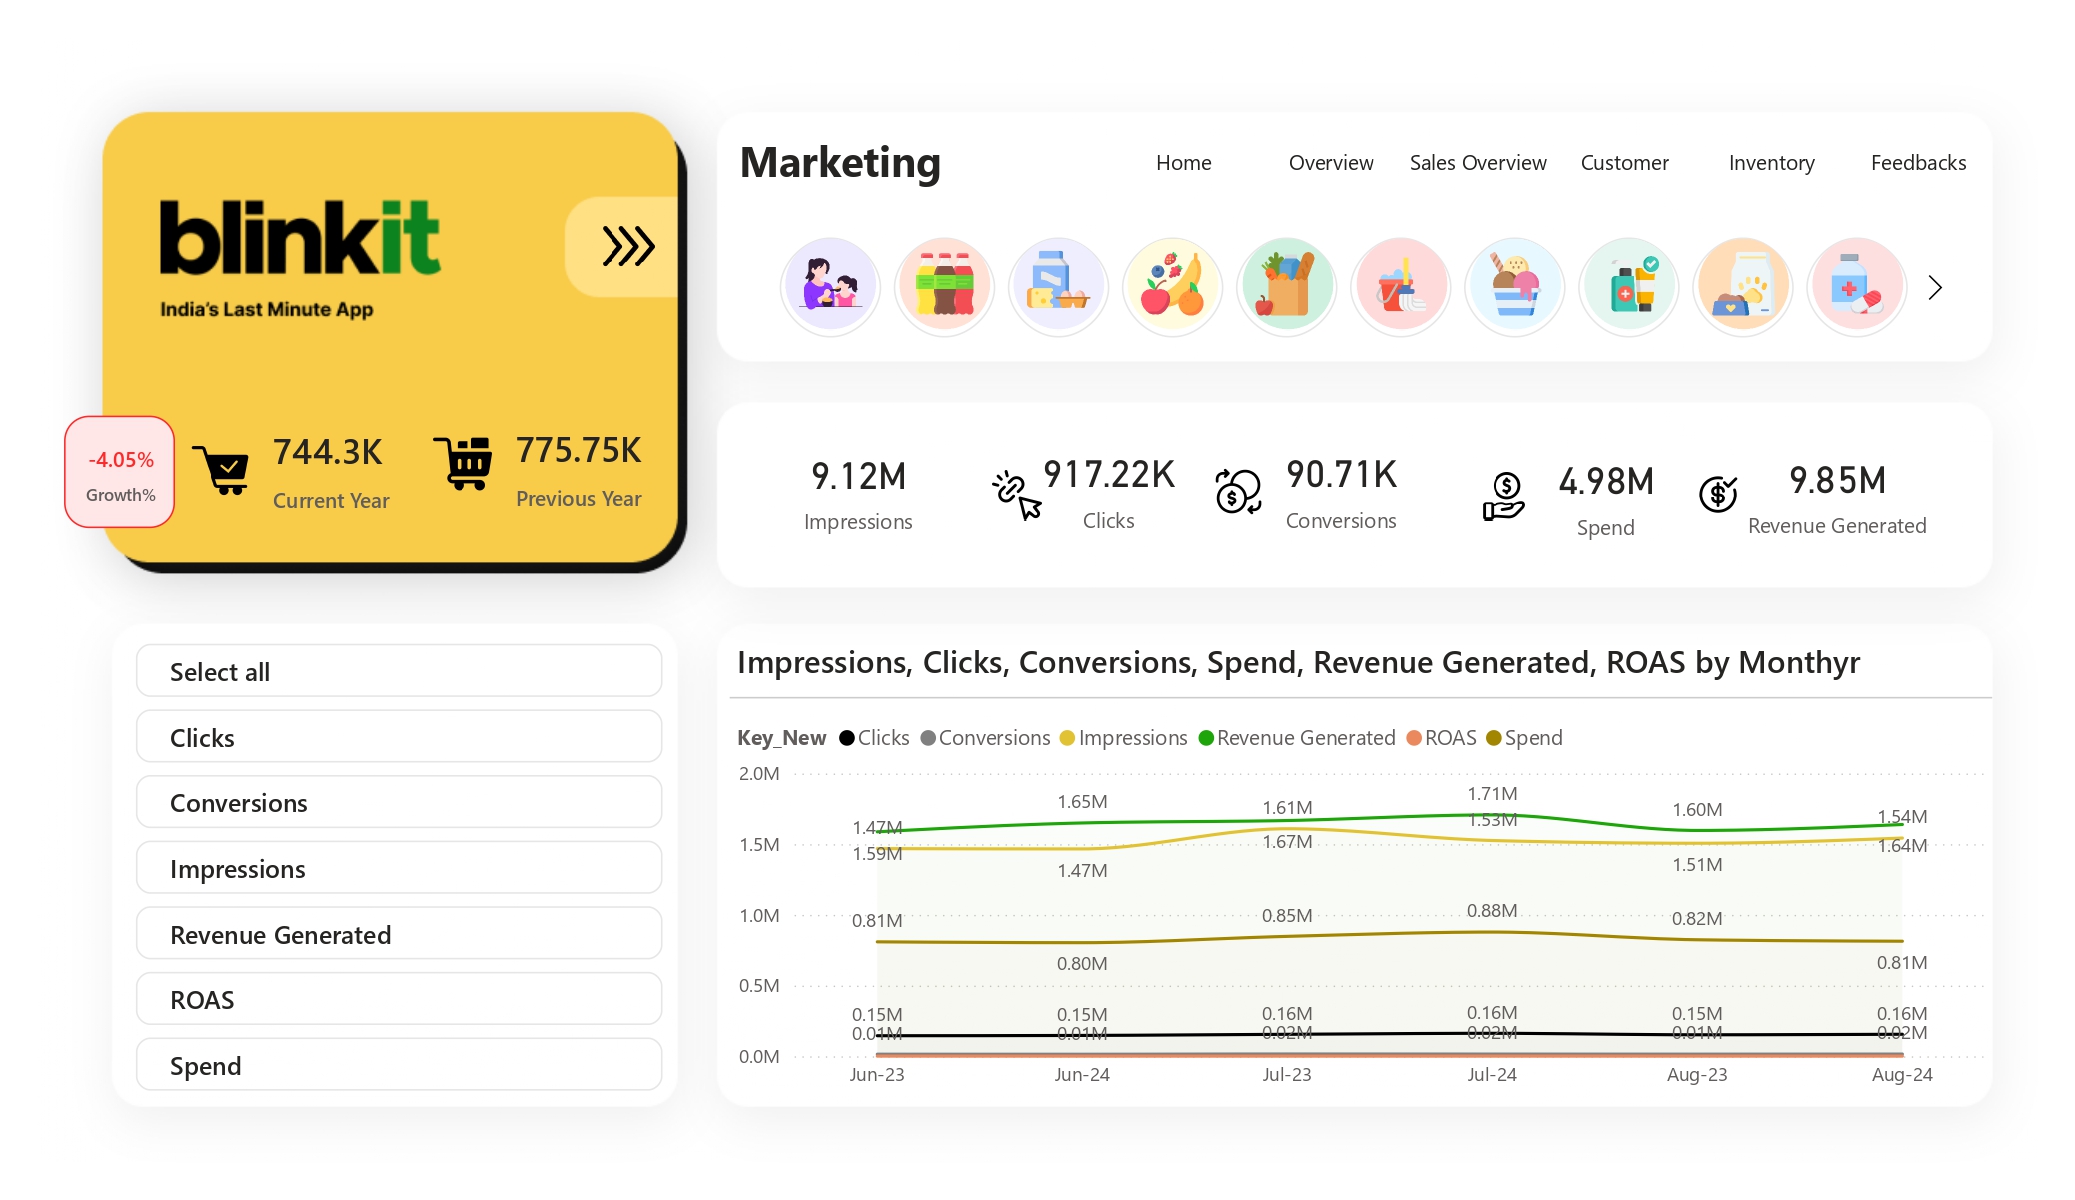 blinkit
India's Last Minute App
-4.05%
Growth%
744.3K
Current Year
775.75K
Previous Year
Marketing
Home Overview Sales Overview Customer Inventory Feedbacks
9.12M
Impressions
917.22K
Clicks
90.71K
Conversions
4.98M
Spend
9.85M
Revenue Generated
Select all
Clicks
Conversions
Impressions
Revenue Generated
ROAS
Spend
Impressions, Clicks, Conversions, Spend, Revenue Generated, ROAS by Monthyr
Key_New Clicks Conversions Impressions Revenue Generated ROAS Spend
2.0M
1.5M
1.0M
0.5M
0.0M
1.47M 1.65M 1.61M 1.71M 1.60M 1.54M
1.59M 1.47M 1.67M 1.53M 1.51M 1.64M
0.81M 0.80M 0.85M 0.88M 0.82M 0.81M
0.15M 0.15M 0.16M 0.16M 0.15M 0.16M
0.01M 0.01M 0.02M 0.02M 0.01M 0.02M
Jun-23 Jun-24 Jul-23 Jul-24 Aug-23 Aug-24